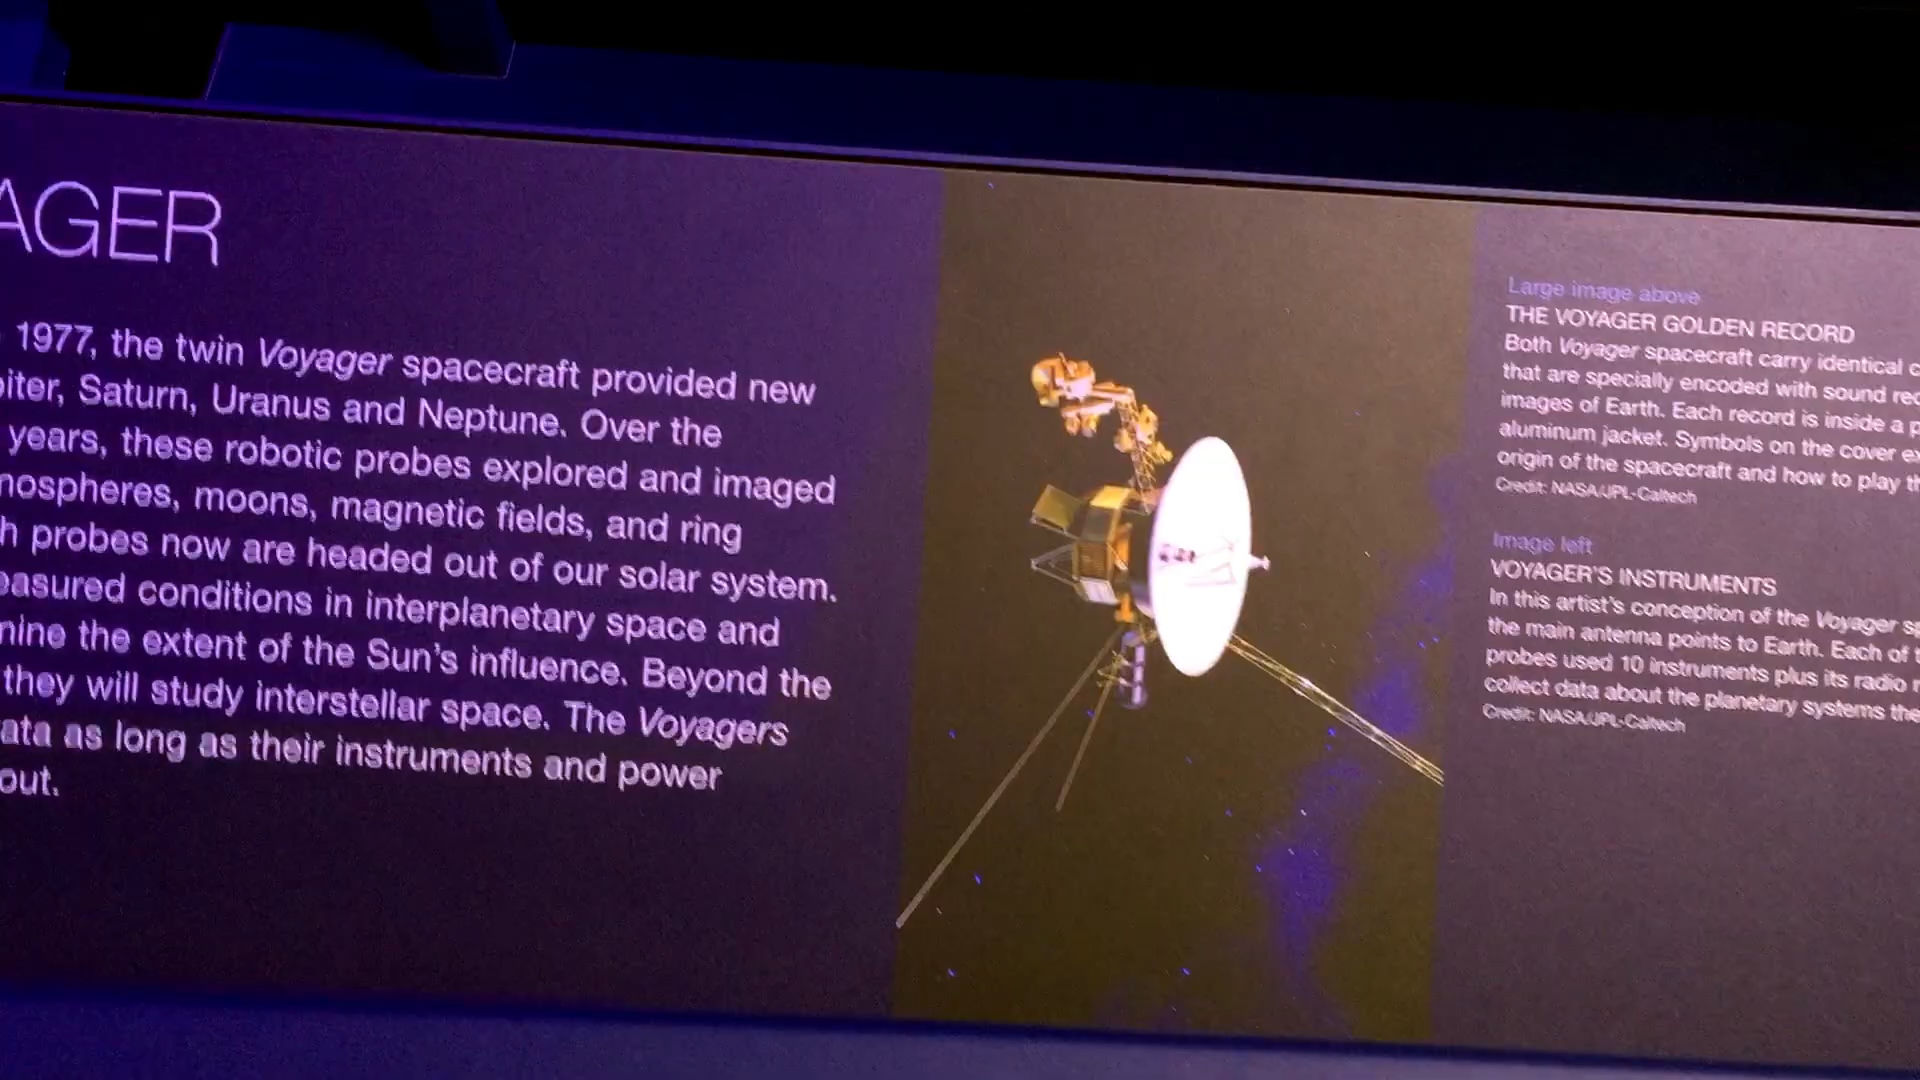 AGER
1977, the twin Voyager spacecraft provided new
iter, Saturn, Uranus and Neptune. Over the
years, these robotic probes explored and imaged
nospheres, moons, magnetic fields, and ring
h probes now are headed out of our solar system.
easured conditions in interplanetary space and
nine the extent of the Sun's influence. Beyond the
they will study interstellar space. The Voyagers
ata as long as their instruments and power
out.
Large image above
THE VOYAGER GOLDEN RECORD
Both Voyager spacecraft carry identical c
that are specially encoded with sound rec
images of Earth. Each record is inside a p
aluminum jacket. Symbols on the cover ex
origin of the spacecraft and how to play th
Credit: NASA/JPL-Caltech
Image left
VOYAGER'S INSTRUMENTS
In this artist's conception of the Voyager sp
the main antenna points to Earth. Each of t
probes used 10 instruments plus its radio r
collect data about the planetary systems the
Credit: NASA/JPL-Caltech